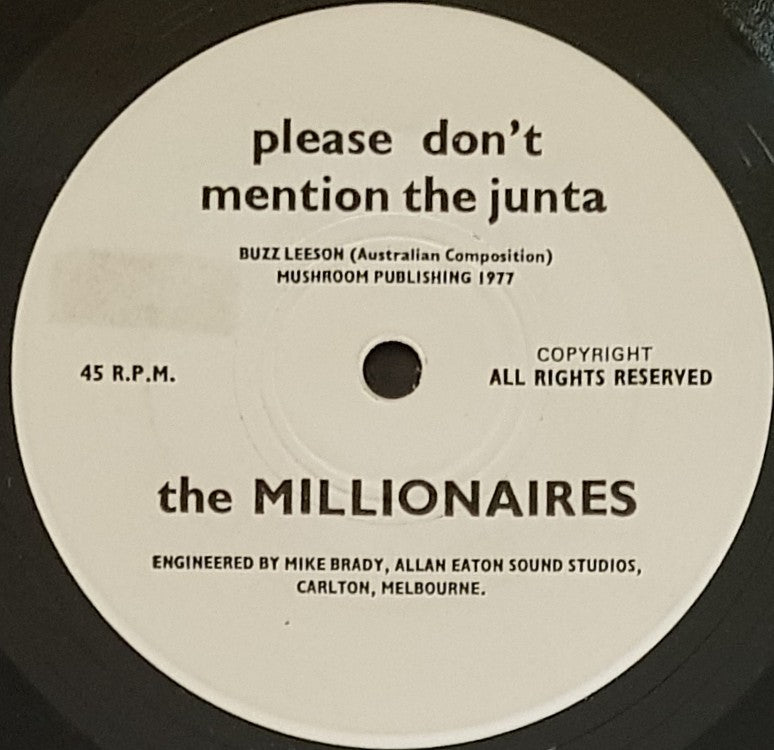 please don't
mention the junta
BUZZ LEESON (Australian Composition)
MUSHROOM PUBLISHING 1977
45 R.P.M.
COPYRIGHT
ALL RIGHTS RESERVED
the MILLIONAIRES
ENGINEERED BY MIKE BRADY, ALLAN EATON SOUND STUDIOS,
CARLTON, MELBOURNE.